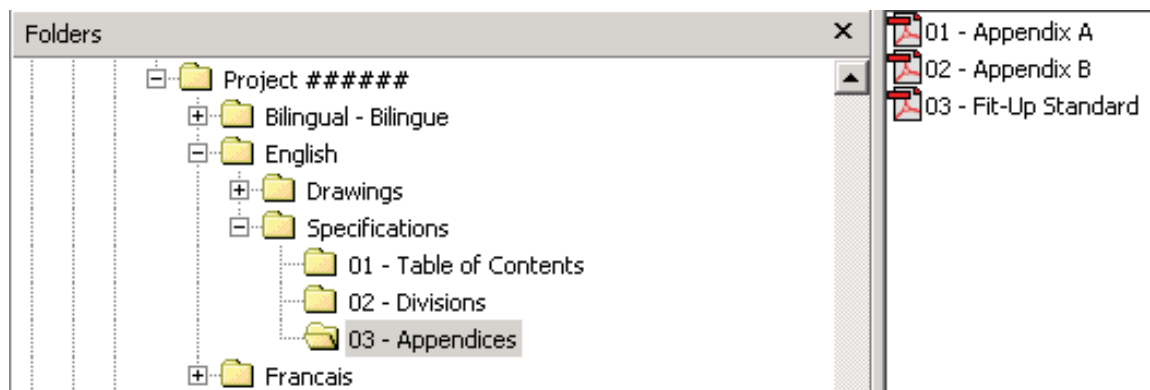 Folders
Project ######
Bilingual - Bilingue
English
Drawings
Specifications
01 - Table of Contents
02 - Divisions
03 - Appendices
Francais
01 - Appendix A
02 - Appendix B
03 - Fit-Up Standard